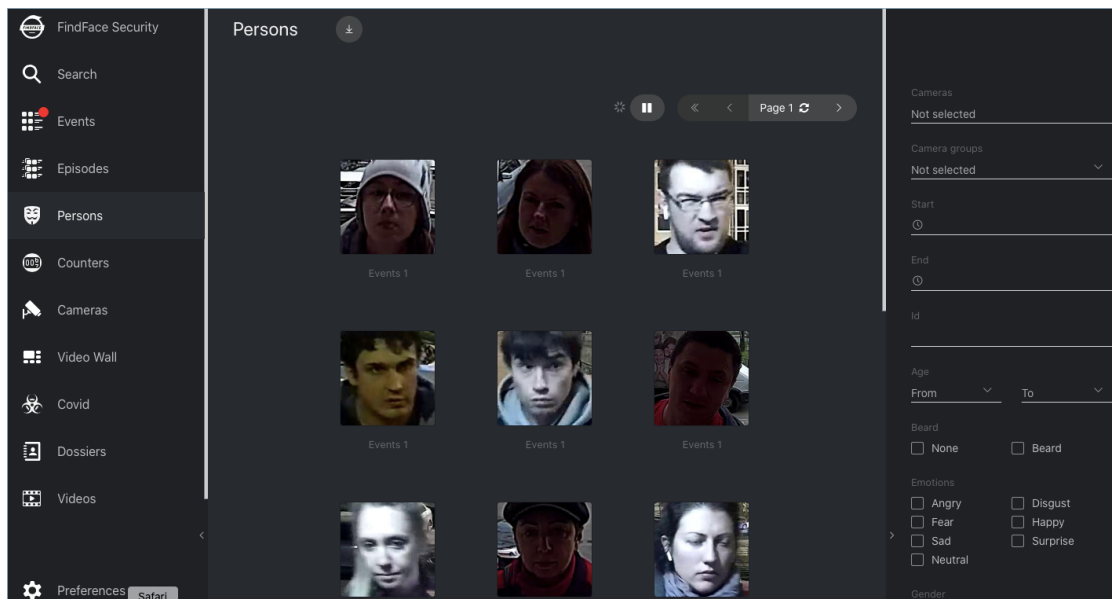 FindFace Security
Search
Events
Episodes
Persons
Counters
Cameras
Video Wall
Covid
Dossiers
Videos
Preferences
Safari
Persons
Page 1
Events 1
Events 1
Events 1
Events 1
Events 1
Events 1
Cameras
Not selected
Camera groups
Not selected
Start
End
Id
Age
From To
Beard
None Beard
Emotions
Angry Disgust
Fear Happy
Sad Surprise
Neutral
Gender